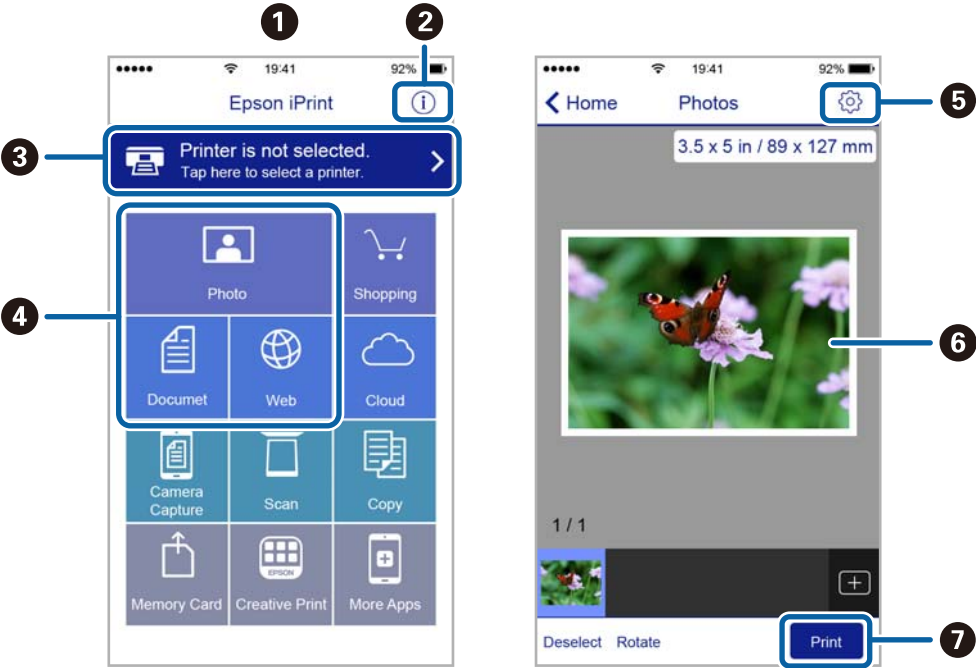 1
2
19:41
92%
Epson iPrint
3
Printer is not selected.
Tap here to select a printer.
4
Photo
Shopping
Documet
Web
Cloud
Camera
Capture
Scan
Copy
Memory Card
EPSON
Creative Print
More Apps
19:41
92%
Home
Photos
5
3.5 x 5 in / 89 x 127 mm
6
1 / 1
Deselect
Rotate
Print
7